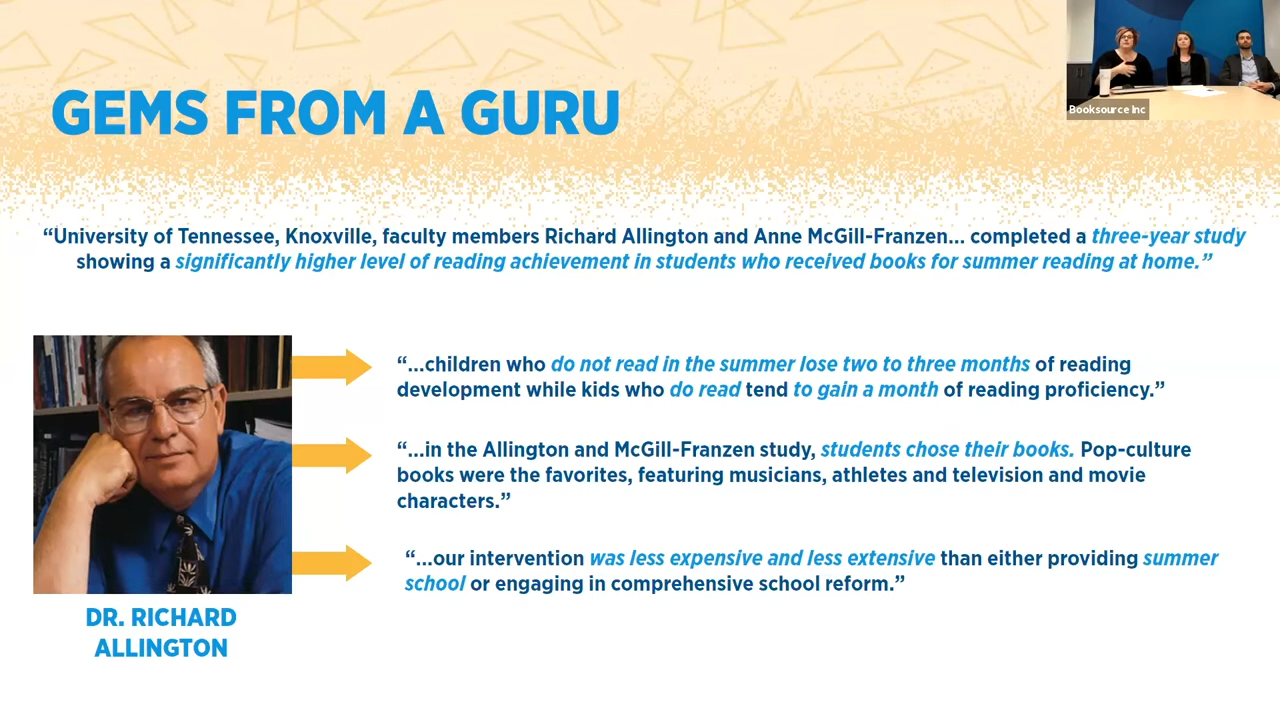 GEMS FROM A GURU
Booksource Inc
“University of Tennessee, Knoxville, faculty members Richard Allington and Anne McGill-Franzen... completed a three-year study
showing a significantly higher level of reading achievement in students who received books for summer reading at home.”
“...children who do not read in the summer lose two to three months of reading
development while kids who do read tend to gain a month of reading proficiency.”
“...in the Allington and McGill-Franzen study, students chose their books. Pop-culture
books were the favorites, featuring musicians, athletes and television and movie
characters.”
“...our intervention was less expensive and less extensive than either providing summer
school or engaging in comprehensive school reform.”
DR. RICHARD
ALLINGTON